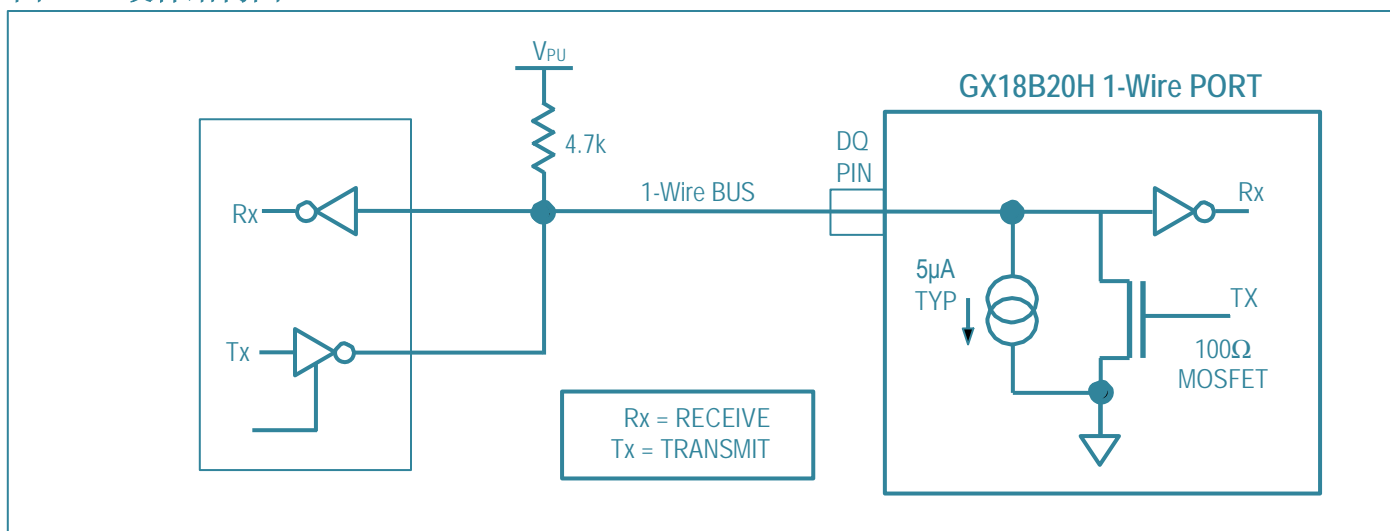 V_PU
GX18B20H 1-Wire PORT
4.7k
DQ
PIN
Rx
1-Wire BUS
Rx
5µA
TYP
TX
Tx
100Ω
MOSFET
Rx = RECEIVE
Tx = TRANSMIT